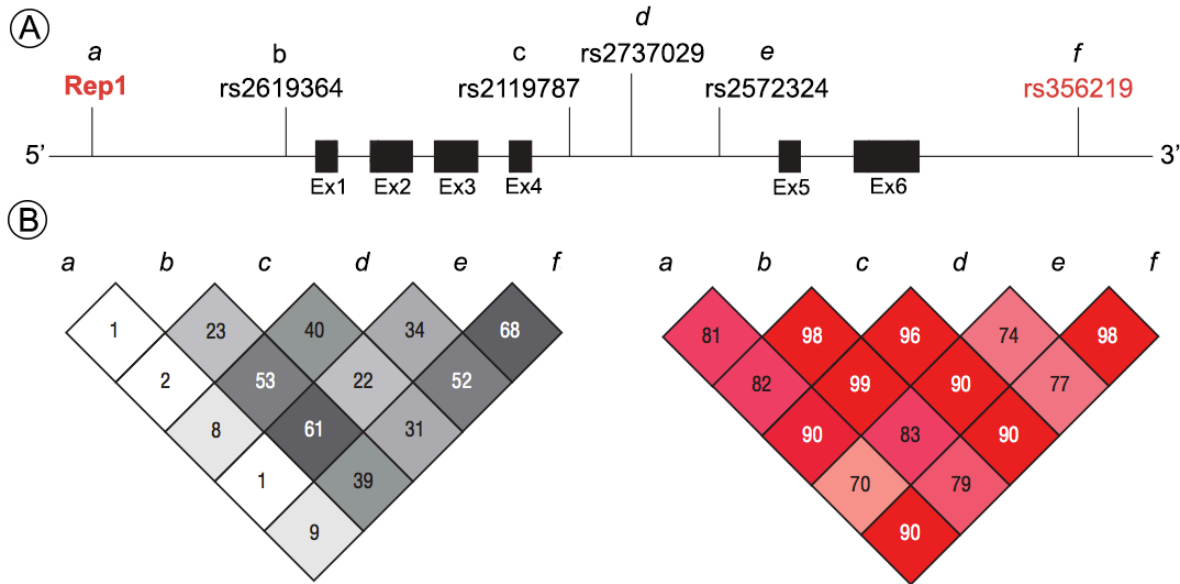 A
a b c d e f
Rep1 rs2619364 rs2119787 rs2737029 rs2572324 rs356219
5’ 3’
Ex1 Ex2 Ex3 Ex4 Ex5 Ex6
B
a b c d e f
1 23 40 34 68
2 53 22 52
8 61 31
1 39
9
a b c d e f
81 98 96 74 98
82 99 90 77
90 83 90
70 79
90